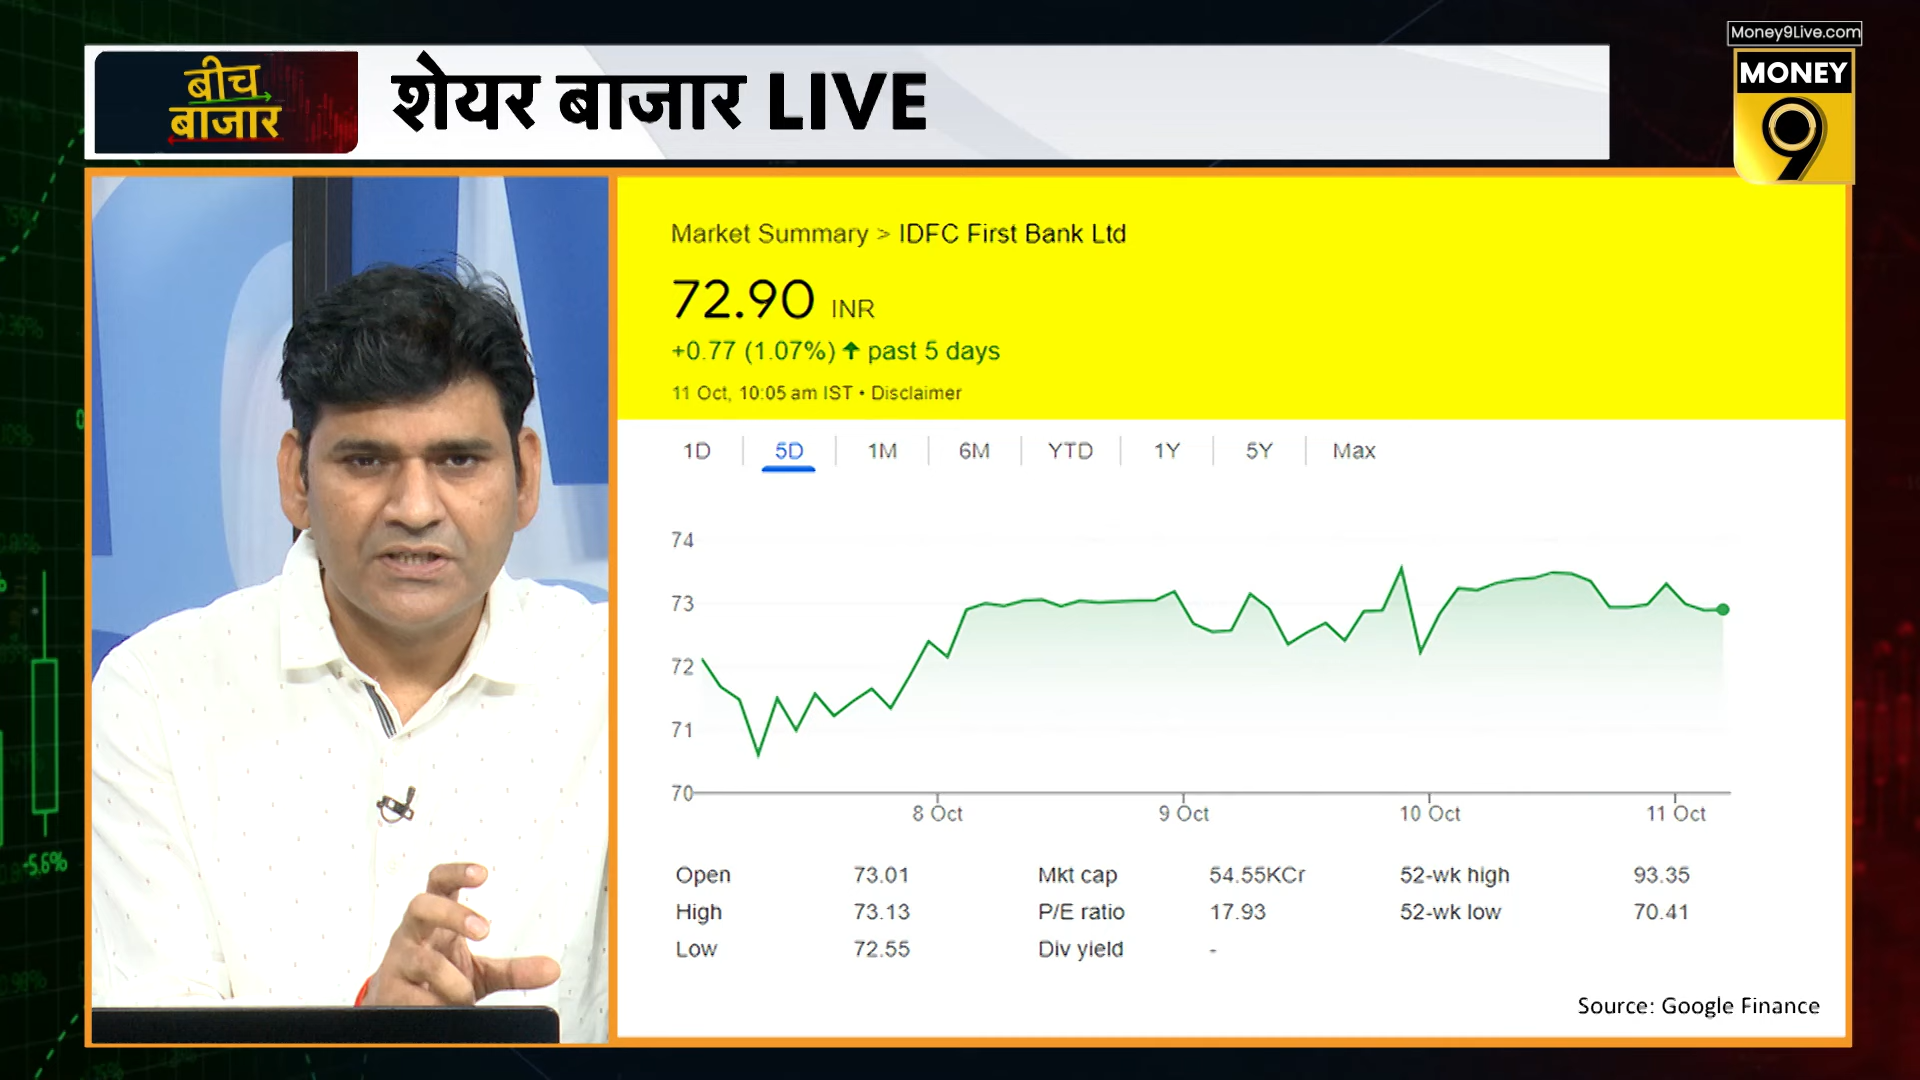 Money9Live.com
बीच
बाजार
शेयर बाजार LIVE
MONEY
9
Market Summary > IDFC First Bank Ltd
72.90 INR
+0.77 (1.07%) ↑ past 5 days
11 Oct, 10:05 am IST • Disclaimer
1D 5D 1M 6M YTD 1Y 5Y Max
74
73
72
71
70
8 Oct 9 Oct 10 Oct 11 Oct
Open 73.01 Mkt cap 54.55KCr 52-wk high 93.35
High 73.13 P/E ratio 17.93 52-wk low 70.41
Low 72.55 Div yield -
Source: Google Finance
-5.6%